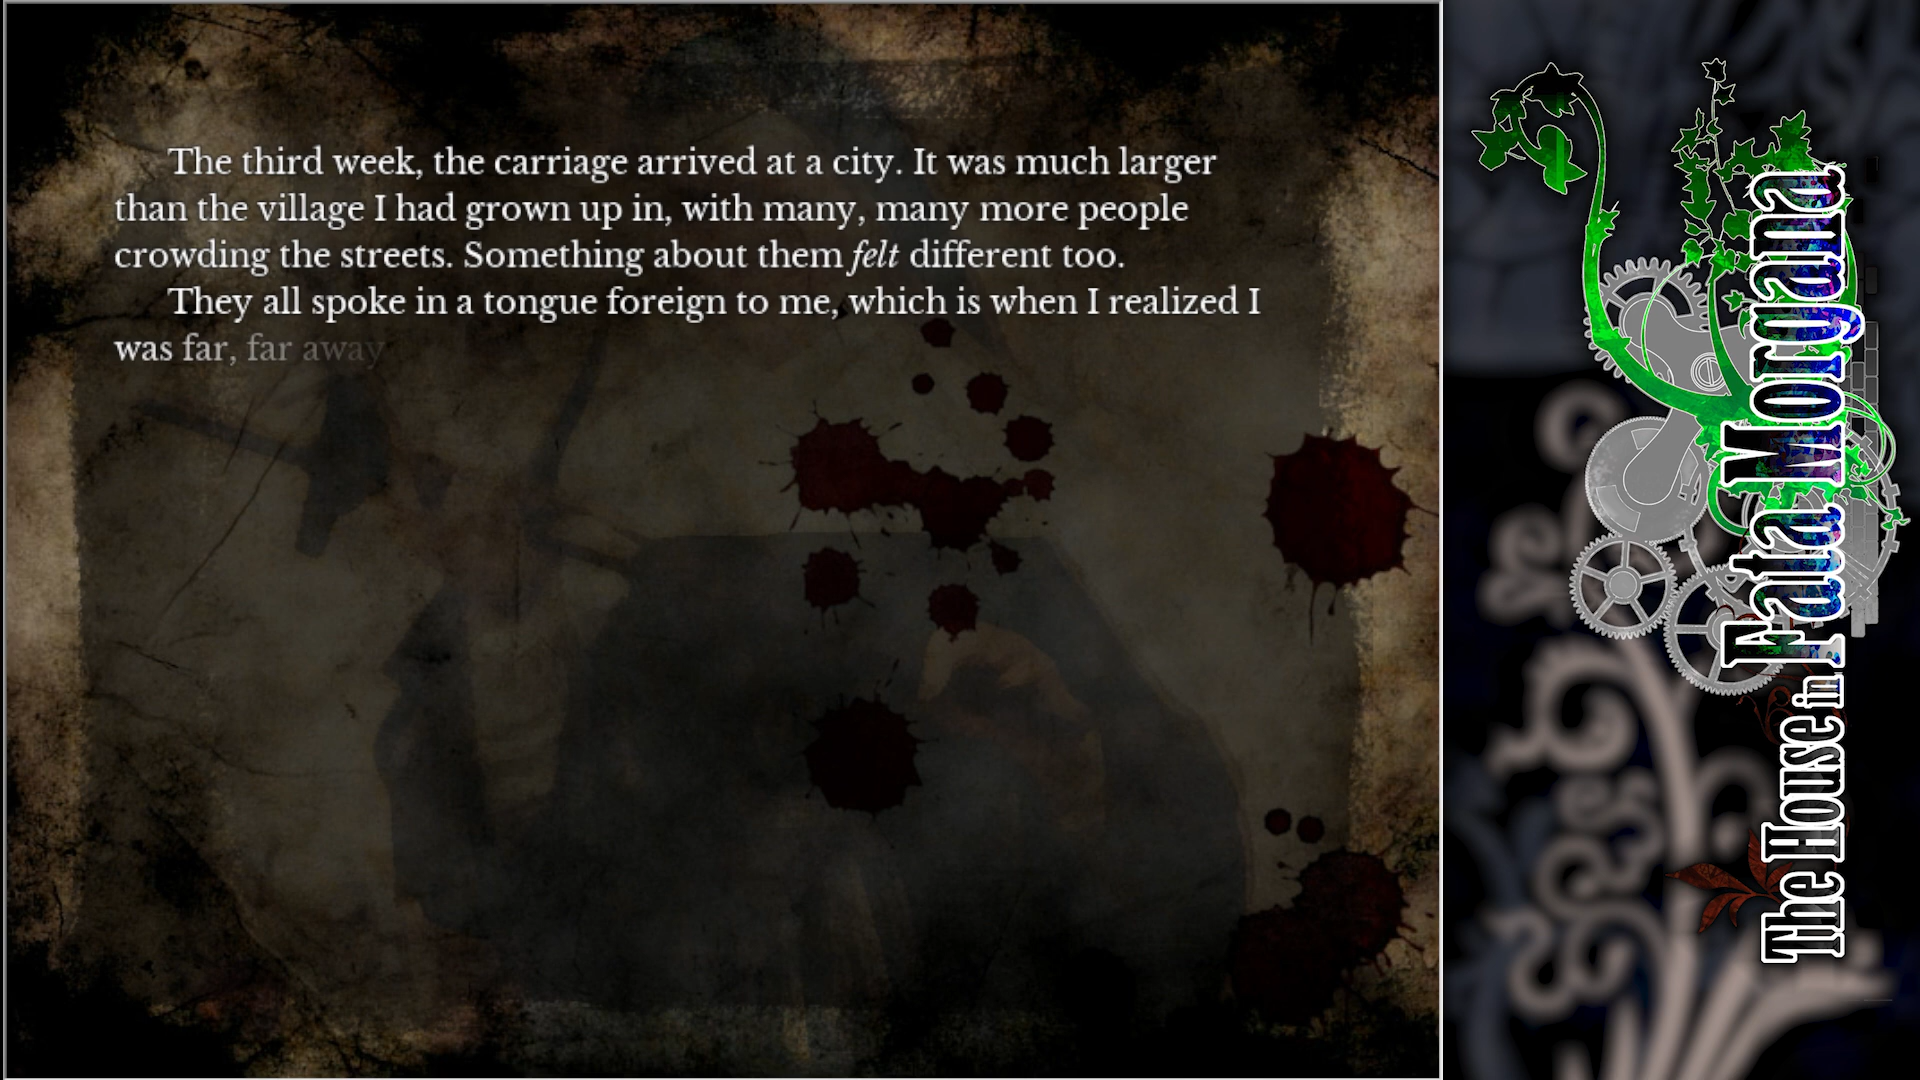 The third week, the carriage arrived at a city. It was much larger
than the village I had grown up in, with many, many more people
crowding the streets. Something about them felt different too.
They all spoke in a tongue foreign to me, which is when I realized I
was far, far away
The House in Fata Morgana